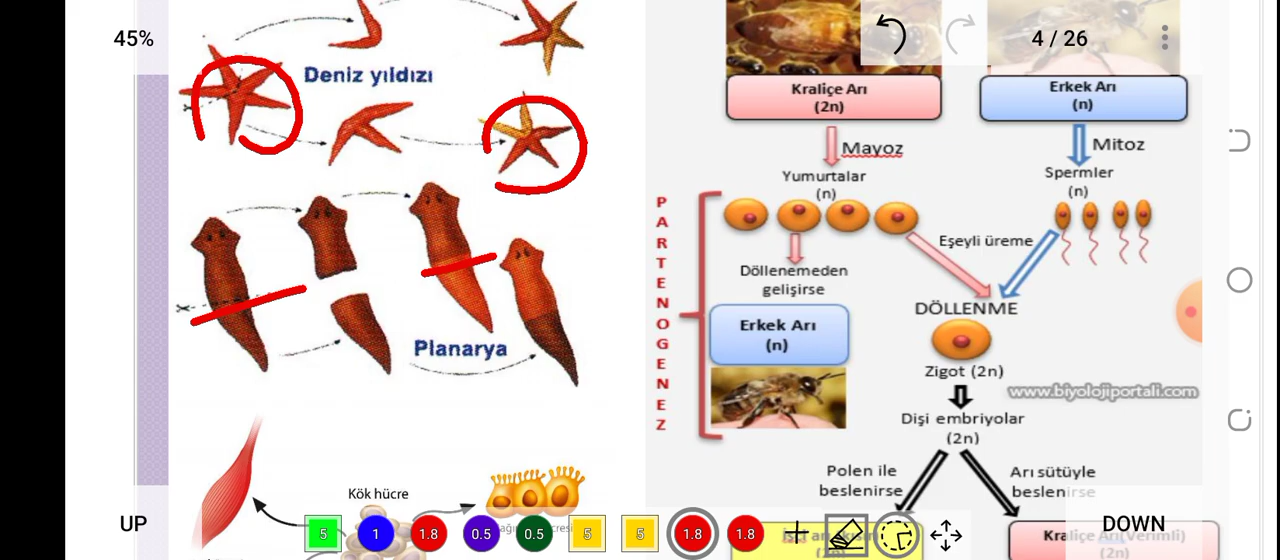 45%
4 / 26
Deniz yıldızı
Planarya
Kök hücre
UP
Kraliçe Arı
(2n)
Erkek Arı
(n)
Mayoz
Mitoz
Yumurtalar
(n)
Spermler
(n)
PARTENOGENEZ
Eşeyli üreme
Döllenemeden
gelişirse
DÖLLENME
Erkek Arı
(n)
Zigot (2n)
www.biyolojiportali.com
Dişi embriyolar
(2n)
Polen ile
beslenirse
Arı sütüyle
beslenirse
Kraliçe Arı(Verimli)
(2n)
DOWN
5
1
1.8
0.5
0.5
5
5
1.8
1.8